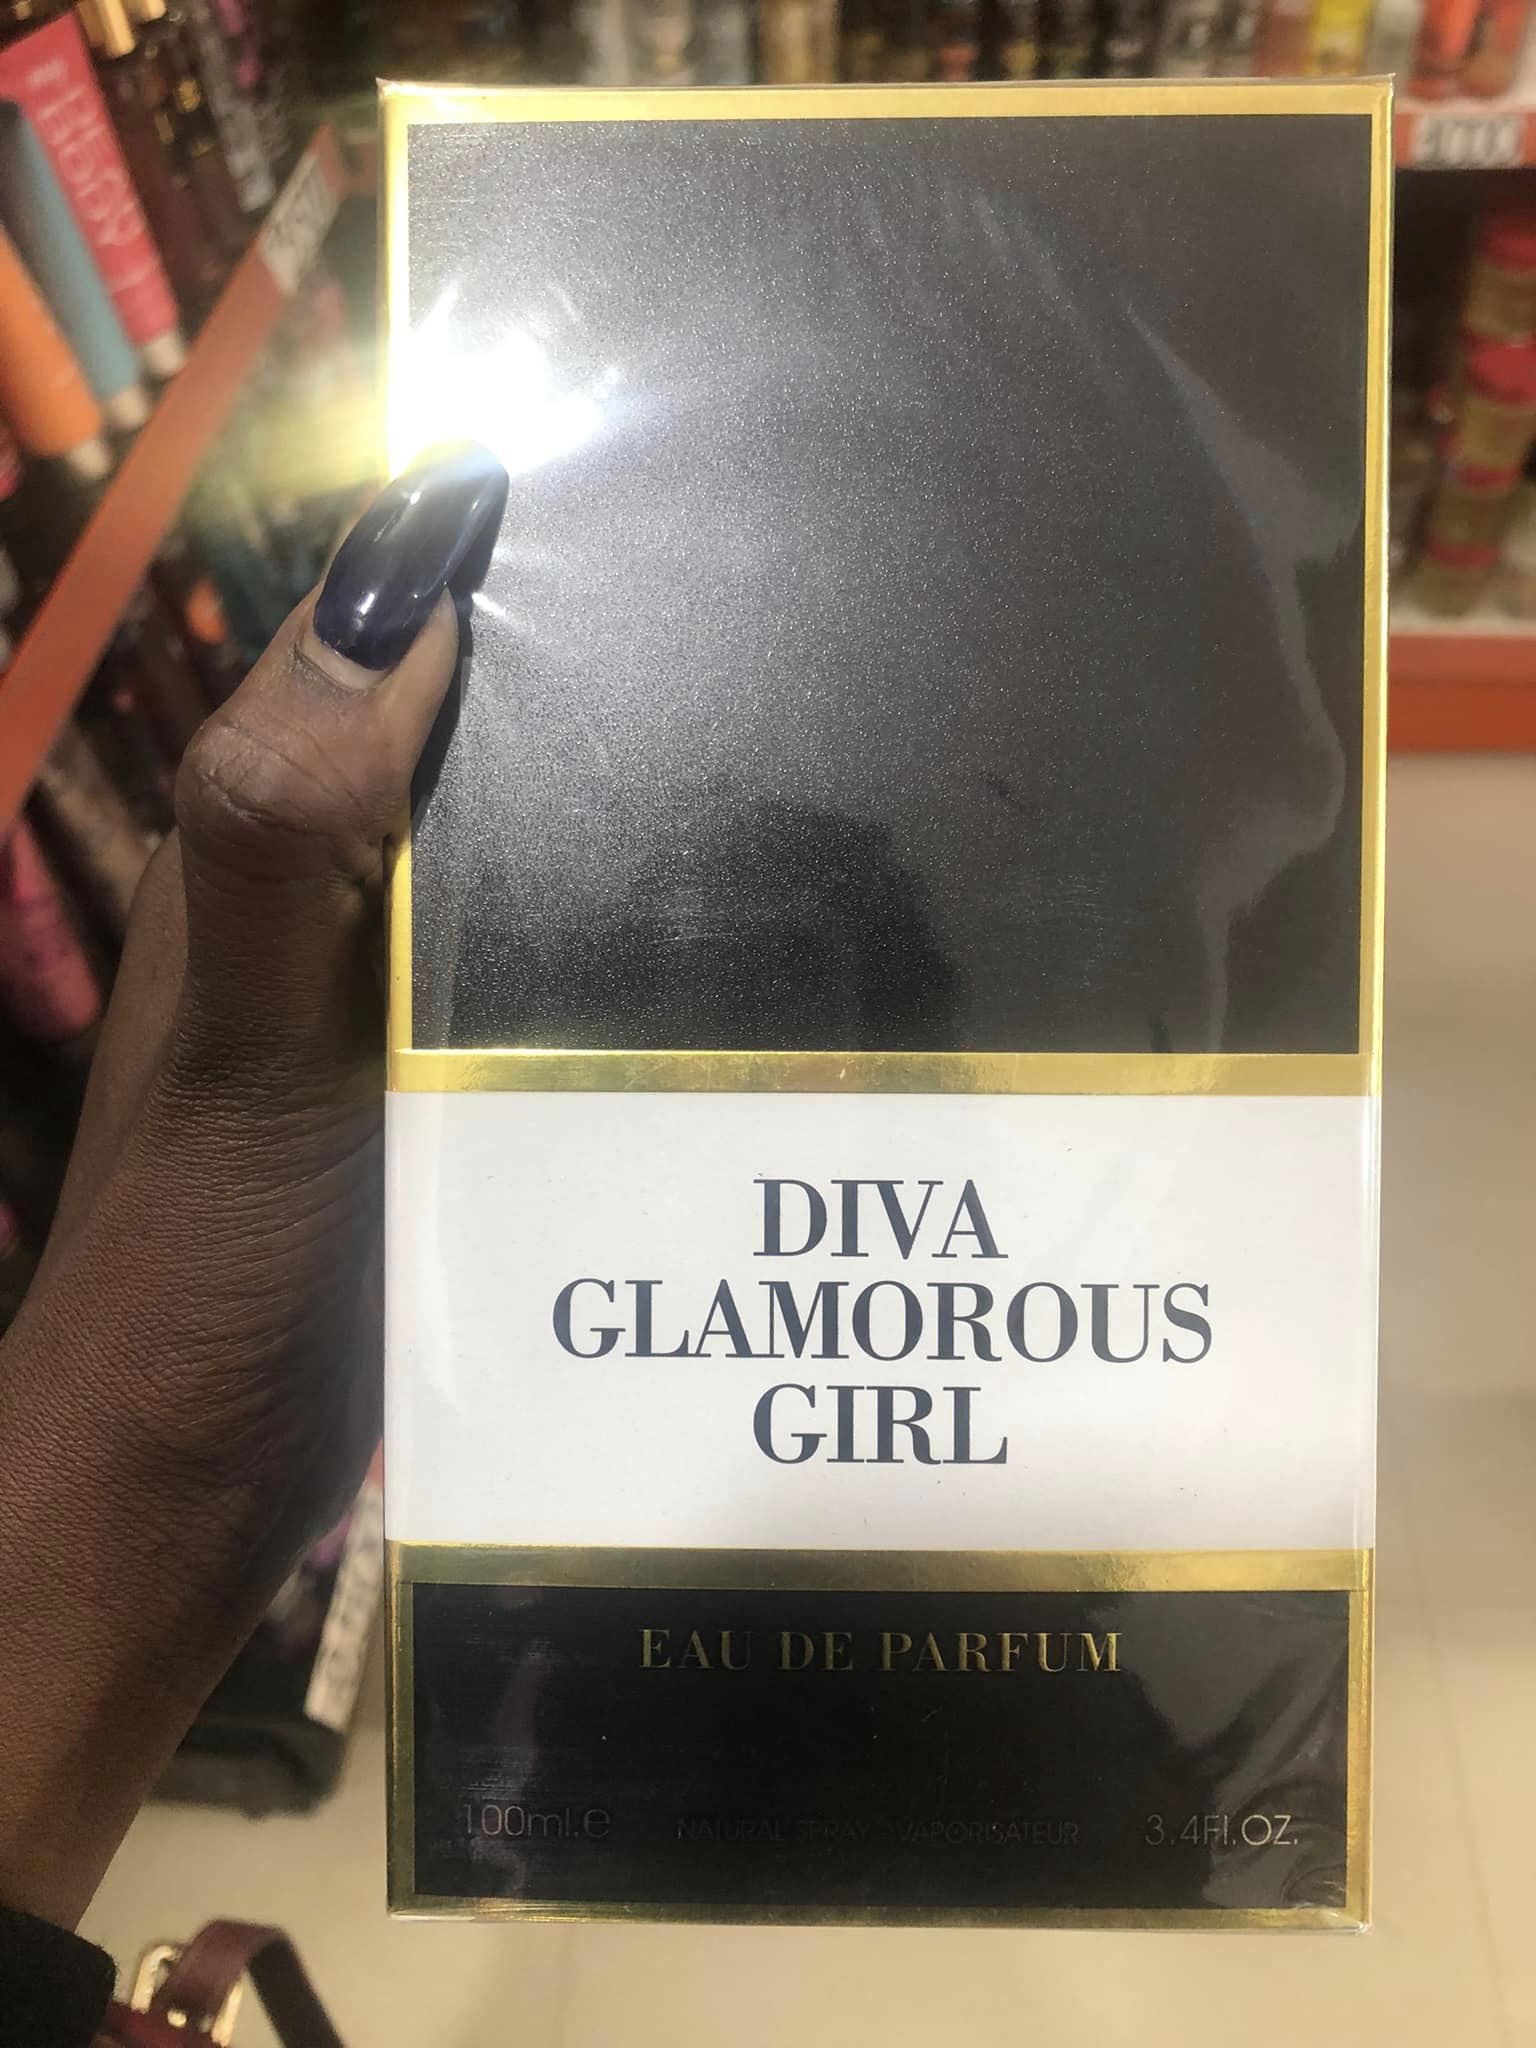 DIVA
GLAMOROUS
GIRL
EAU DE PARFUM
100ml.e NATURAL SPRAY - VAPORISATEUR 3.4Fl.OZ.